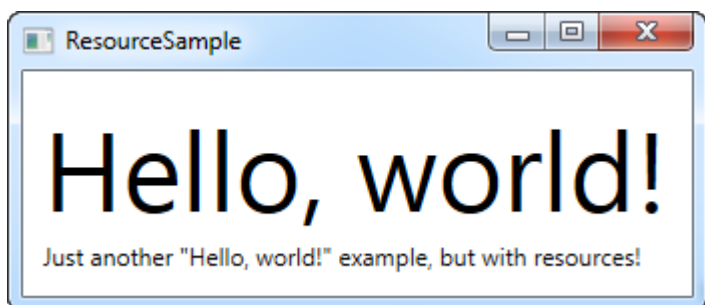 ResourceSample
Hello, world!
Just another "Hello, world!" example, but with resources!